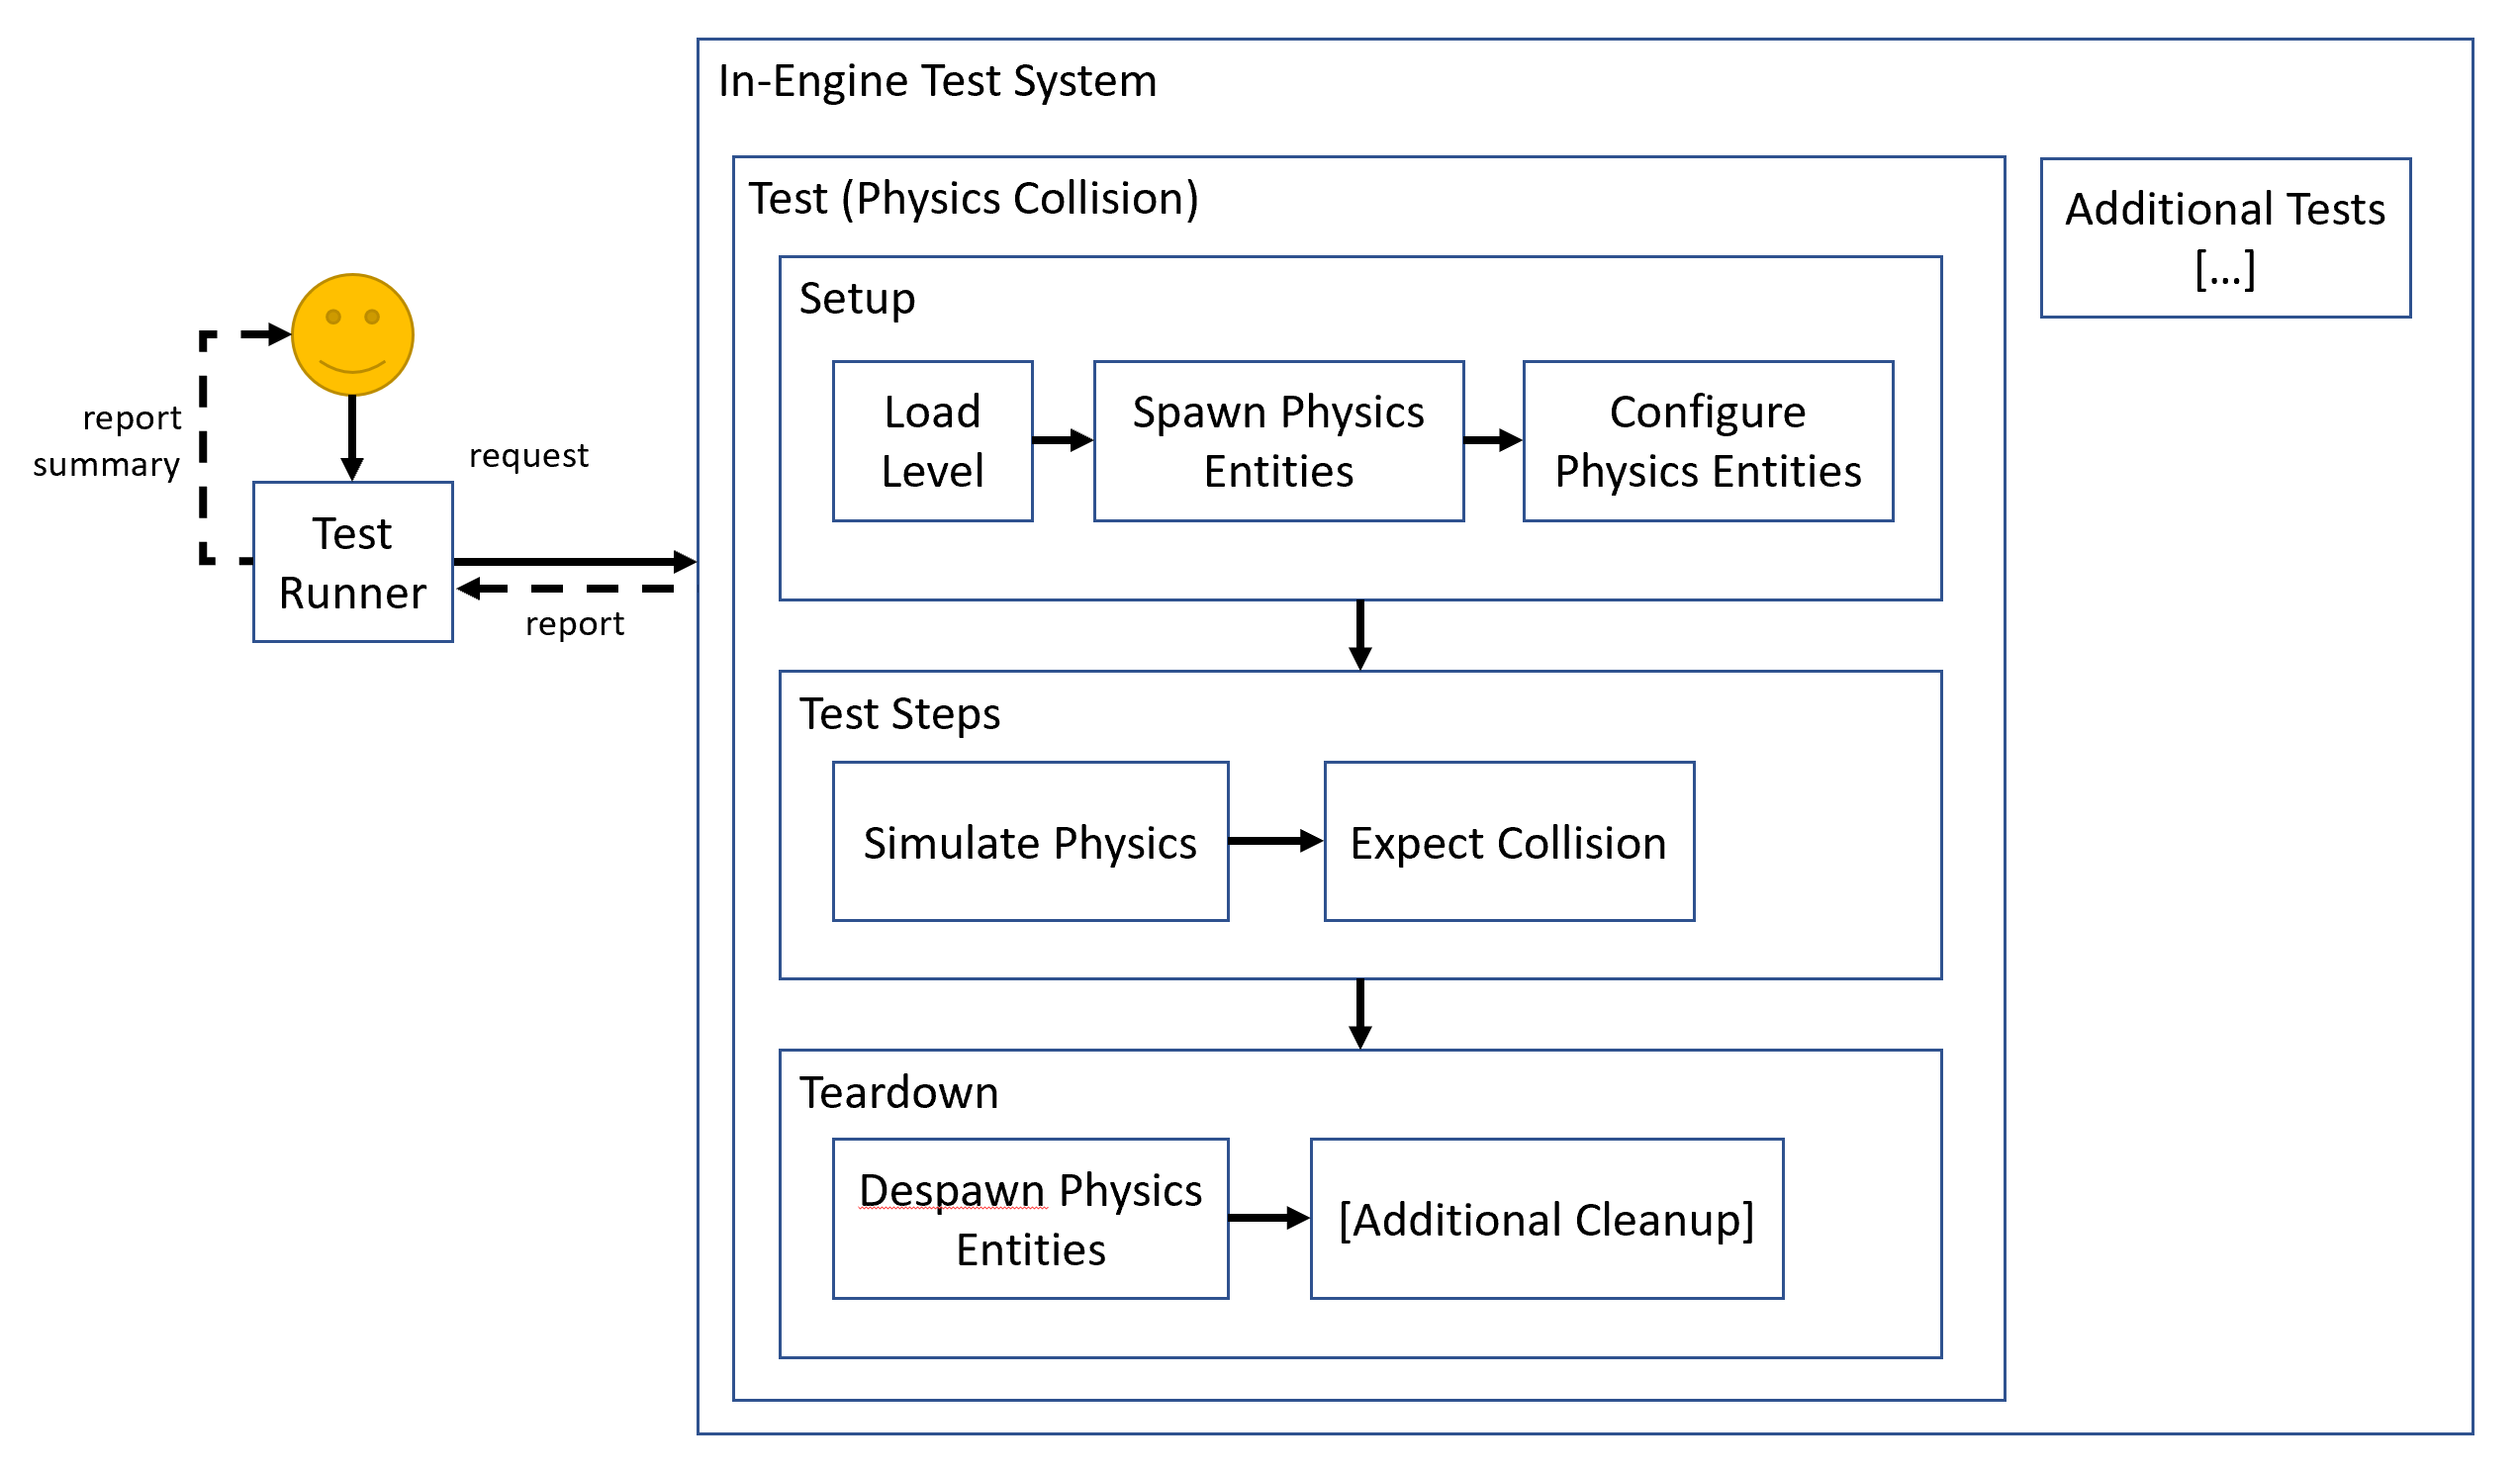 In-Engine Test System
Test (Physics Collision)
Additional Tests
[...]
Setup
Load
Level
Spawn Physics
Entities
Configure
Physics Entities
report
summary
request
Test
Runner
report
Test Steps
Simulate Physics
Expect Collision
Teardown
Despawn Physics
Entities
[Additional Cleanup]